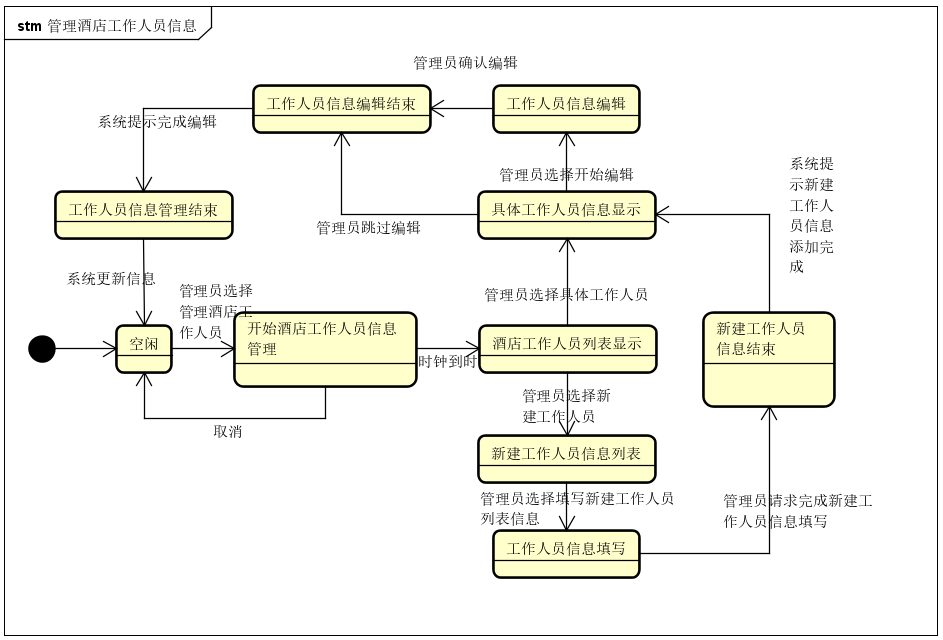 stm 管理酒店工作人员信息
管理员确认编辑
工作人员信息编辑结束
工作人员信息编辑
系统提示完成编辑
系统提
示新建
工作人
员信息
添加完
成
管理员选择开始编辑
工作人员信息管理结束
具体工作人员信息显示
管理员跳过编辑
系统更新信息
管理员选择
管理酒店工
作人员
管理员选择具体工作人员
空闲
开始酒店工作人员信息
管理
时钟到时
酒店工作人员列表显示
新建工作人员
信息结束
取消
管理员选择新
建工作人员
新建工作人员信息列表
管理员选择填写新建工作人员
列表信息
管理员请求完成新建工
作人员信息填写
工作人员信息填写